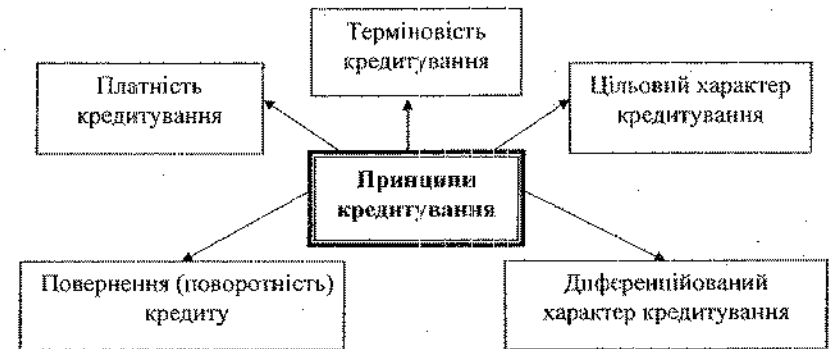 Терміновість
кредитування
Платність
кредитування
Цільовий характер
кредитування
Принципи
кредитування
Повернення (поворотність)
кредиту
Диференційований
характер кредитування